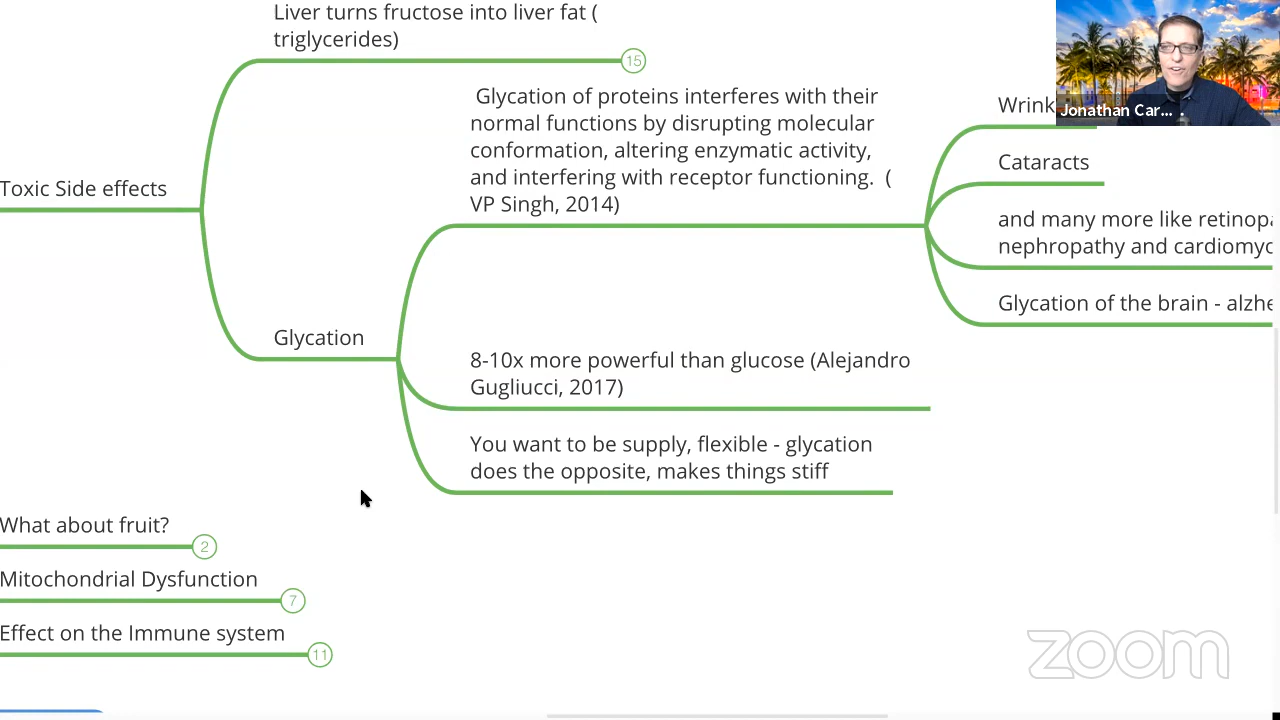 Liver turns fructose into liver fat (
triglycerides)
15
Toxic Side effects
Glycation of proteins interferes with their
normal functions by disrupting molecular
conformation, altering enzymatic activity,
and interfering with receptor functioning. (
VP Singh, 2014)
Wrink
Jonathan Car...
Cataracts
and many more like retinopa
nephropathy and cardiomyc
Glycation of the brain - alzhe
Glycation
8-10x more powerful than glucose (Alejandro
Gugliucci, 2017)
You want to be supply, flexible - glycation
does the opposite, makes things stiff
What about fruit?
2
Mitochondrial Dysfunction
7
Effect on the Immune system
11
zoom